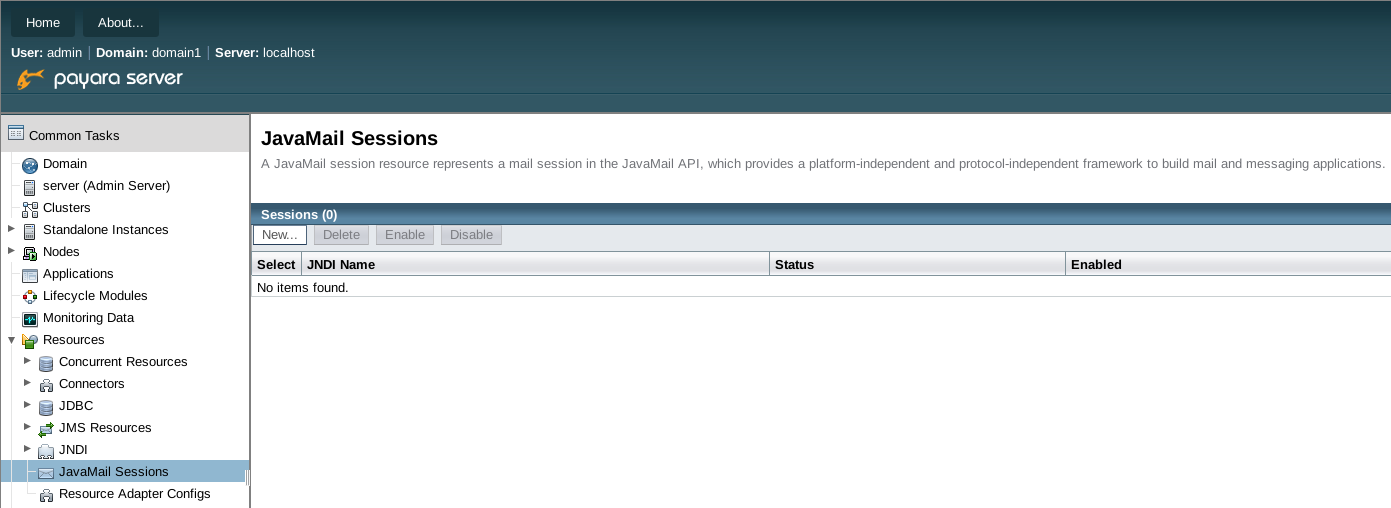 Home About...
User: admin | Domain: domain1 | Server: localhost
payara server
Common Tasks
Domain
server (Admin Server)
Clusters
Standalone Instances
Nodes
Applications
Lifecycle Modules
Monitoring Data
Resources
Concurrent Resources
Connectors
JDBC
JMS Resources
JNDI
JavaMail Sessions
Resource Adapter Configs
JavaMail Sessions
A JavaMail session resource represents a mail session in the JavaMail API, which provides a platform-independent and protocol-independent framework to build mail and messaging applications.
Sessions (0)
New... Delete Enable Disable
Select JNDI Name Status Enabled
No items found.